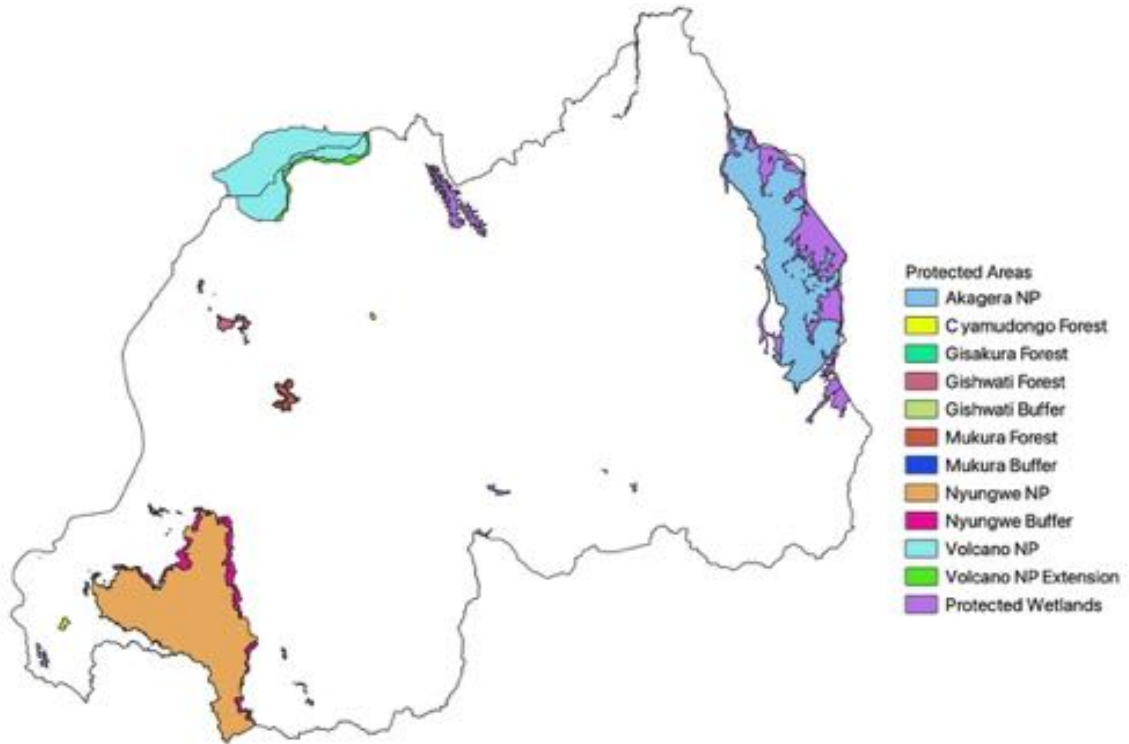 Protected Areas
Akagera NP
Cyamudongo Forest
Gisakura Forest
Gishwati Forest
Gishwati Buffer
Mukura Forest
Mukura Buffer
Nyungwe NP
Nyungwe Buffer
Volcano NP
Volcano NP Extension
Protected Wetlands